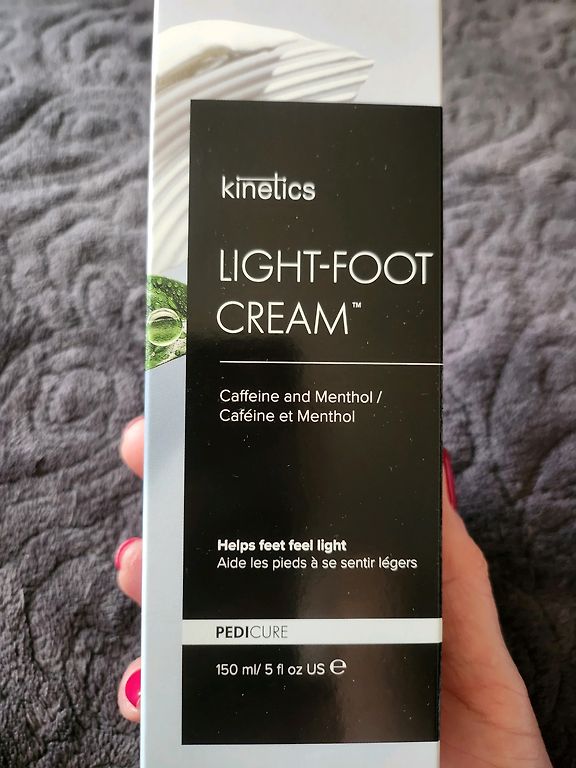 kinetics
LIGHT-FOOT
CREAM™
Caffeine and Menthol /
Caféine et Menthol
Helps feet feel light
Aide les pieds à se sentir légers
PEDICURE
150 ml/ 5 fl oz US ℮